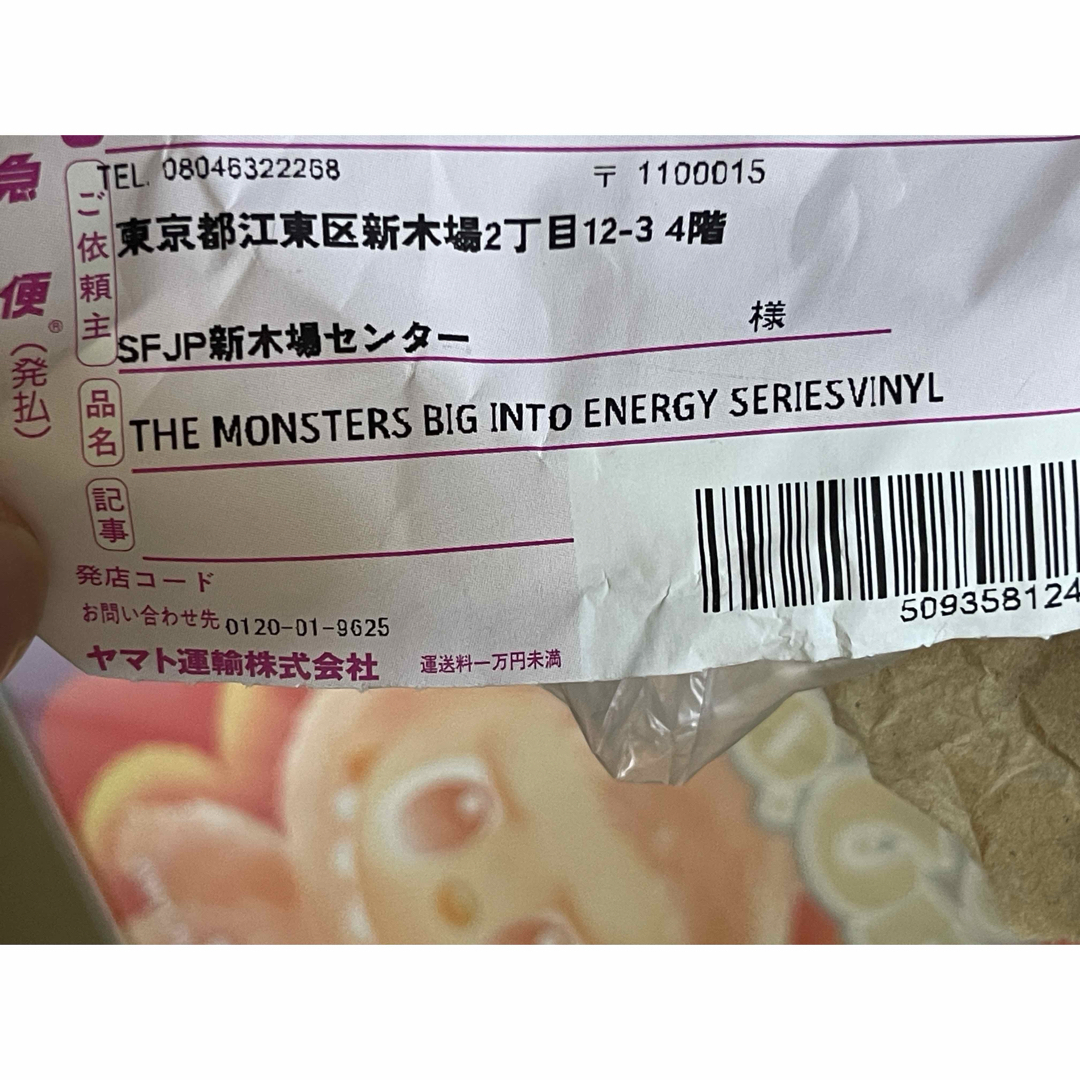 急便®(発払)
ご依頼主
TEL. 08046322268 〒 1100015
東京都江東区新木場2丁目12-3 4階
SFJP新木場センター 様
品名 THE MONSTERS BIG INTO ENERGY SERIESVINYL
記事
509358124
発店コード
お問い合わせ先 0120-01-9625
ヤマト運輸株式会社 運送料一万円未満